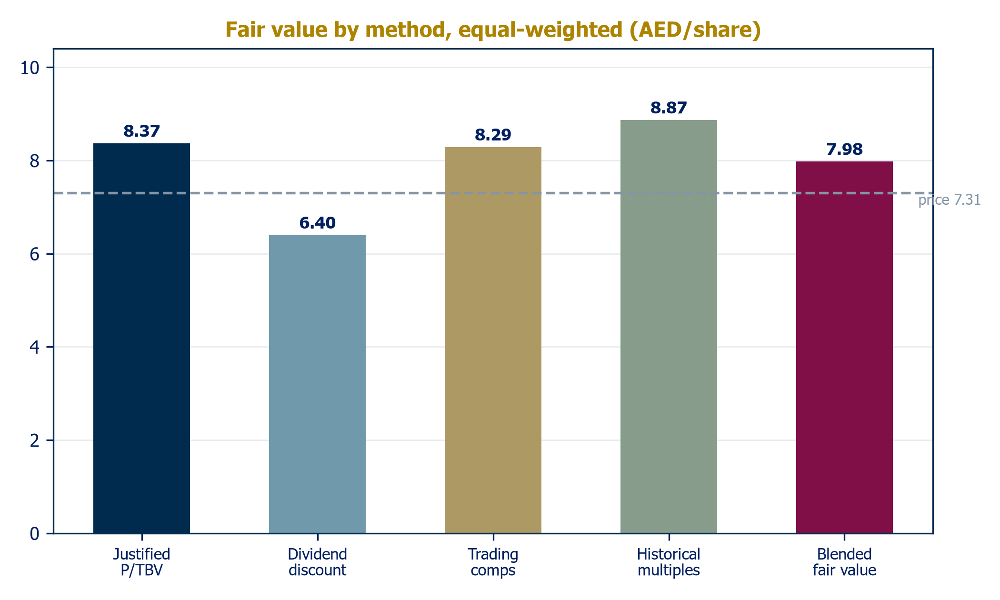 Fair value by method, equal-weighted (AED/share)
10
8
6
4
2
0
8.37
6.40
8.29
8.87
7.98
price 7.31
Justified
P/TBV
Dividend
discount
Trading
comps
Historical
multiples
Blended
fair value